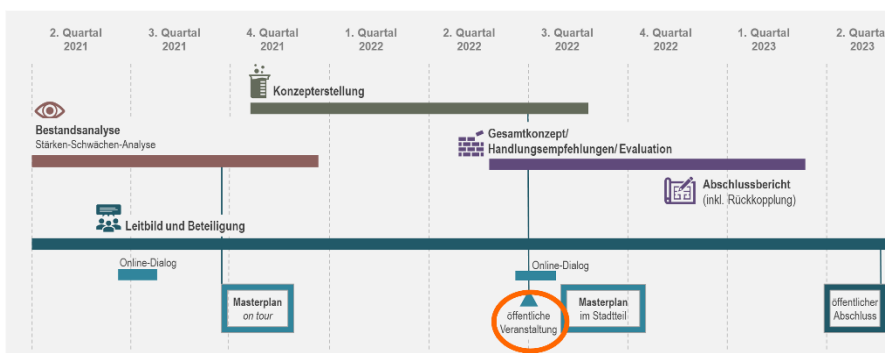 2. Quartal 3. Quartal 4. Quartal 1. Quartal 2. Quartal 3. Quartal 4. Quartal 1. Quartal 2. Quarta
2021 2021 2021 2022 2022 2022 2022 2023 2023
Konzepterstellung
Bestandsanalyse
Stärken-Schwächen-Analyse
Gesamtkonzept/
Handlungsempfehlungen/ Evaluation
Abschlussbericht
(inkl. Rückkopplung)
Leitbild und Beteiligung
Online-Dialog
Online-Dialog
Masterplan
on tour
öffentliche
Veranstaltung
Masterplan
im Stadtteil
öffentlicher
Abschluss